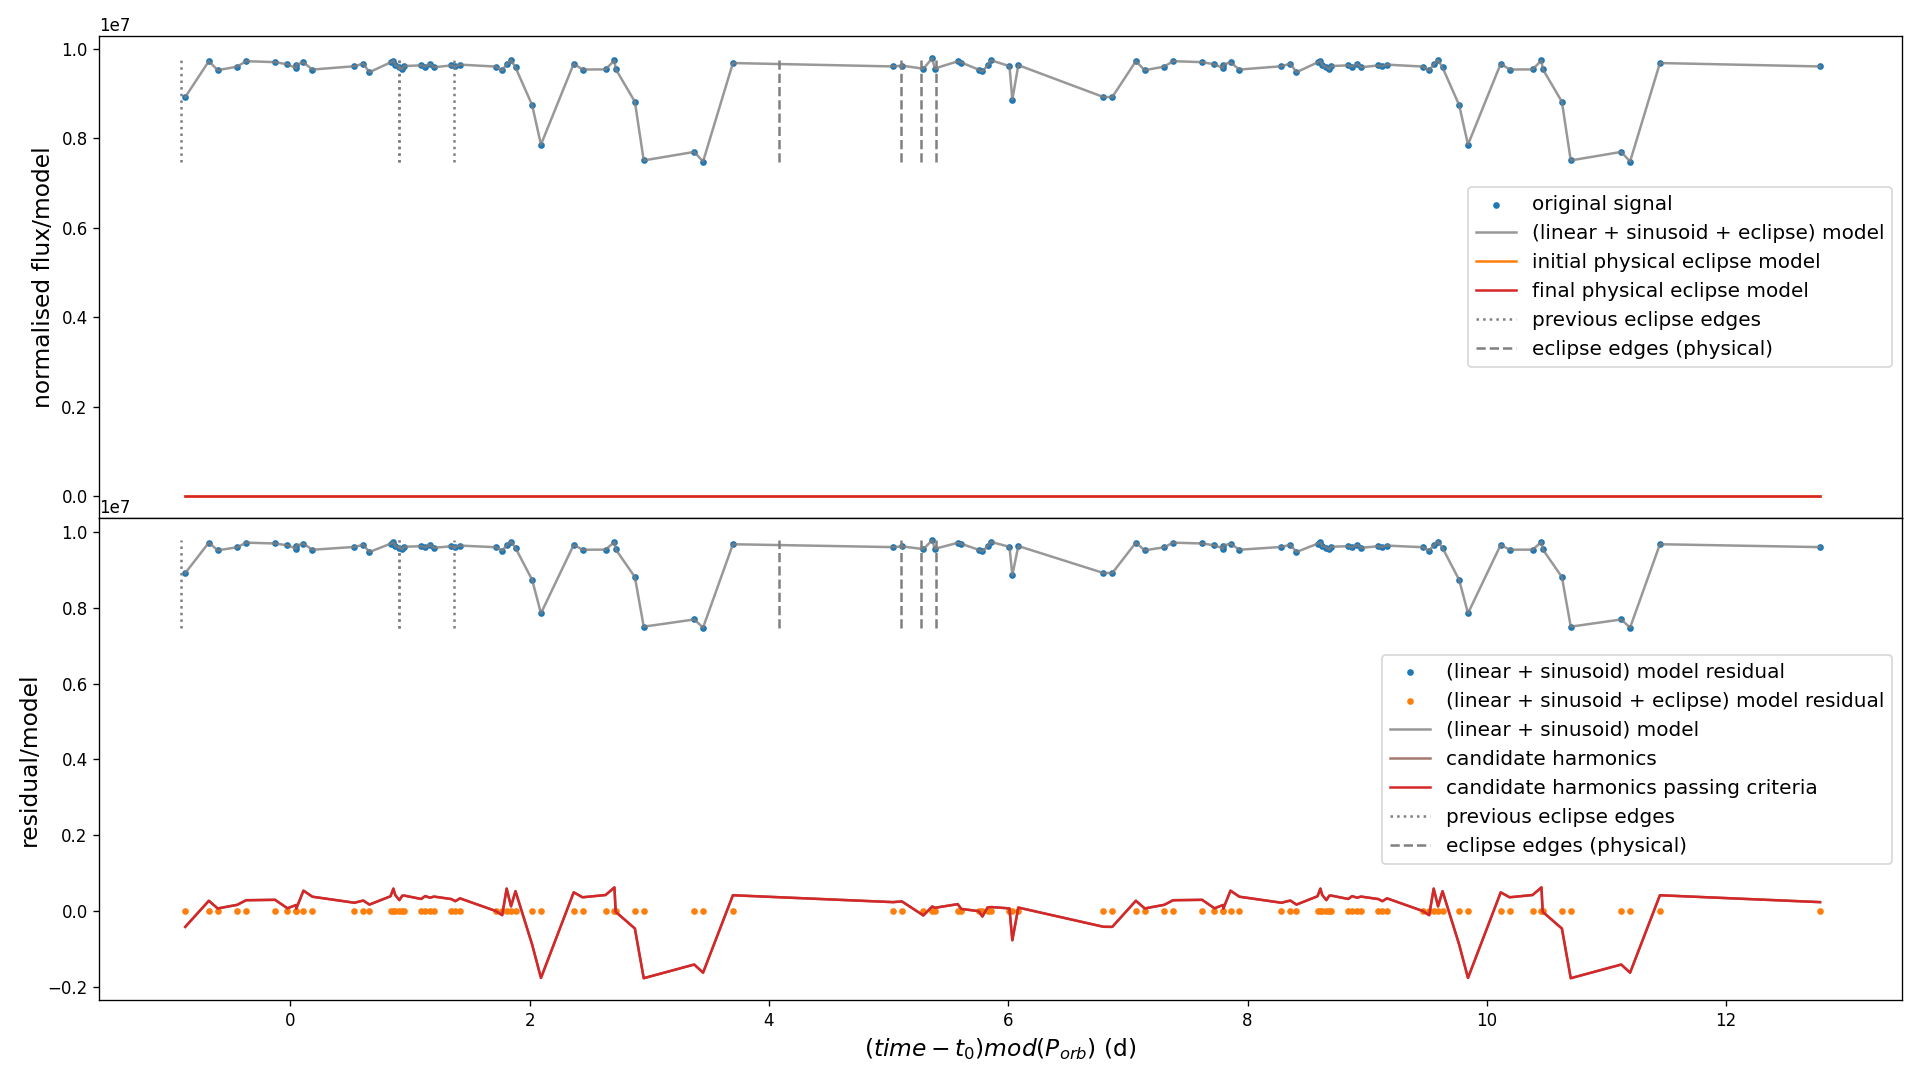 1e7
1.0
0.8
0.6
0.4
0.2
0.0
normalised flux/model
original signal
(linear + sinusoid + eclipse) model
initial physical eclipse model
final physical eclipse model
previous eclipse edges
eclipse edges (physical)
1e7
1.0
0.8
0.6
0.4
0.2
0.0
−0.2
residual/model
(linear + sinusoid) model residual
(linear + sinusoid + eclipse) model residual
(linear + sinusoid) model
candidate harmonics
candidate harmonics passing criteria
previous eclipse edges
eclipse edges (physical)
0 2 4 6 8 10 12
(time − t₀)mod(P_orb) (d)